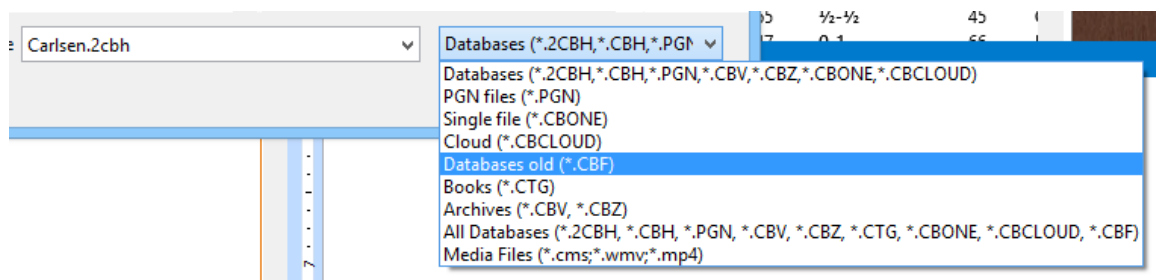 ½-½ 45
e Carlsen.2cbh Databases (*.2CBH,*.CBH,*.PGN
Databases (*.2CBH,*.CBH,*.PGN,*.CBV,*.CBZ,*.CBONE,*.CBCLOUD)
PGN files (*.PGN)
Single file (*.CBONE)
Cloud (*.CBCLOUD)
Databases old (*.CBF)
Books (*.CTG)
Archives (*.CBV, *.CBZ)
All Databases (*.2CBH, *.CBH, *.PGN, *.CBV, *.CBZ, *.CTG, *.CBONE, *.CBCLOUD, *.CBF)
Media Files (*.cms;*.wmv;*.mp4)
7